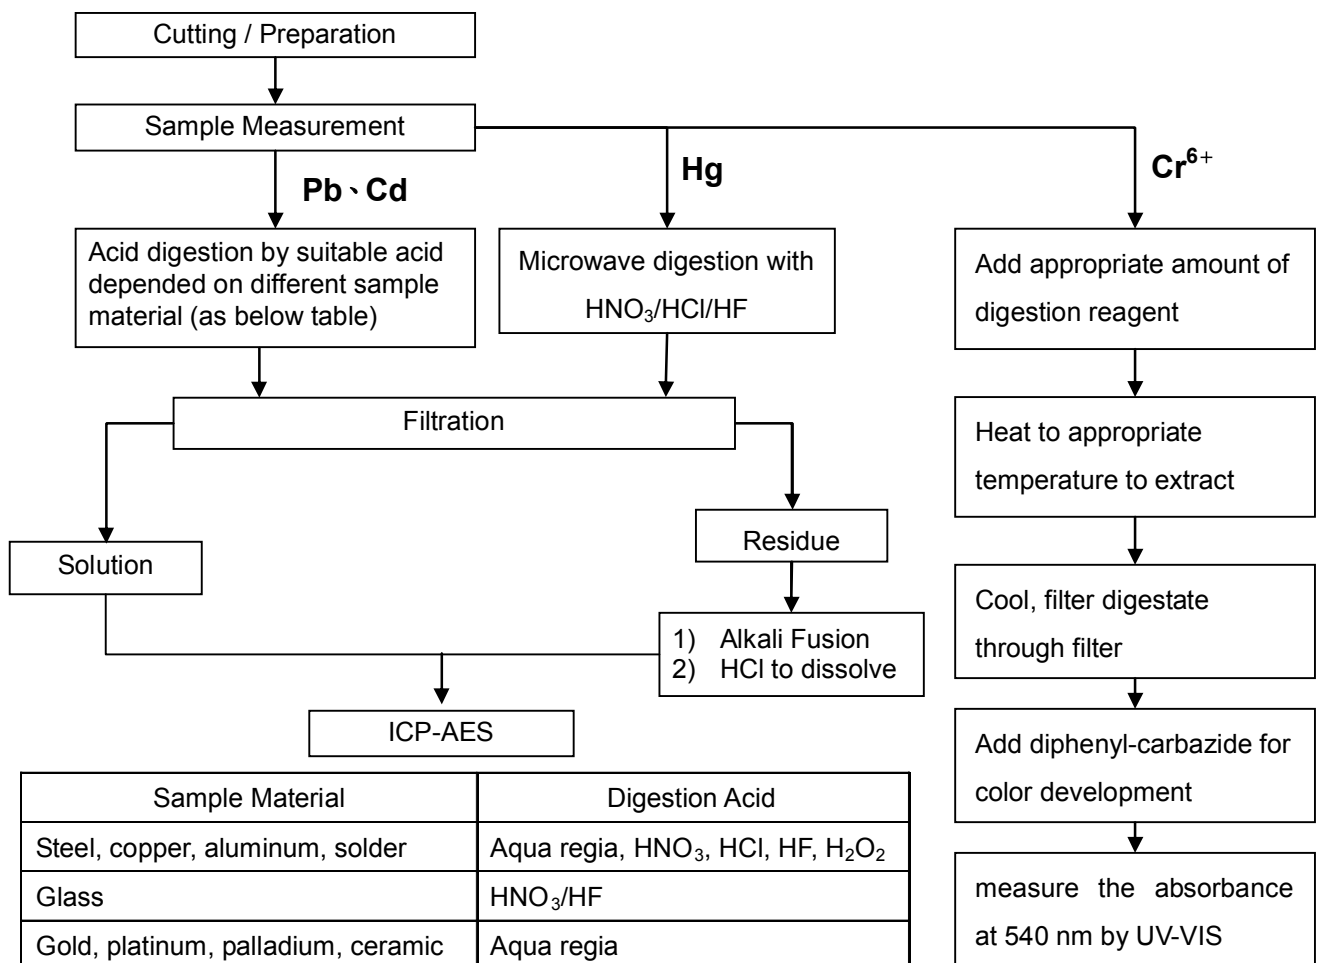 Cutting / Preparation
Sample Measurement
Pb、Cd
Hg
Cr⁶⁺
Acid digestion by suitable acid
depended on different sample
material (as below table)
Microwave digestion with
HNO₃/HCl/HF
Add appropriate amount of
digestion reagent
Filtration
Heat to appropriate
temperature to extract
Solution
Residue
1) Alkali Fusion
2) HCl to dissolve
Cool, filter digestate
through filter
ICP-AES
Add diphenyl-carbazide for
color development
measure the absorbance
at 540 nm by UV-VIS
Sample Material Digestion Acid
Steel, copper, aluminum, solder Aqua regia, HNO₃, HCl, HF, H₂O₂
Glass HNO₃/HF
Gold, platinum, palladium, ceramic Aqua regia